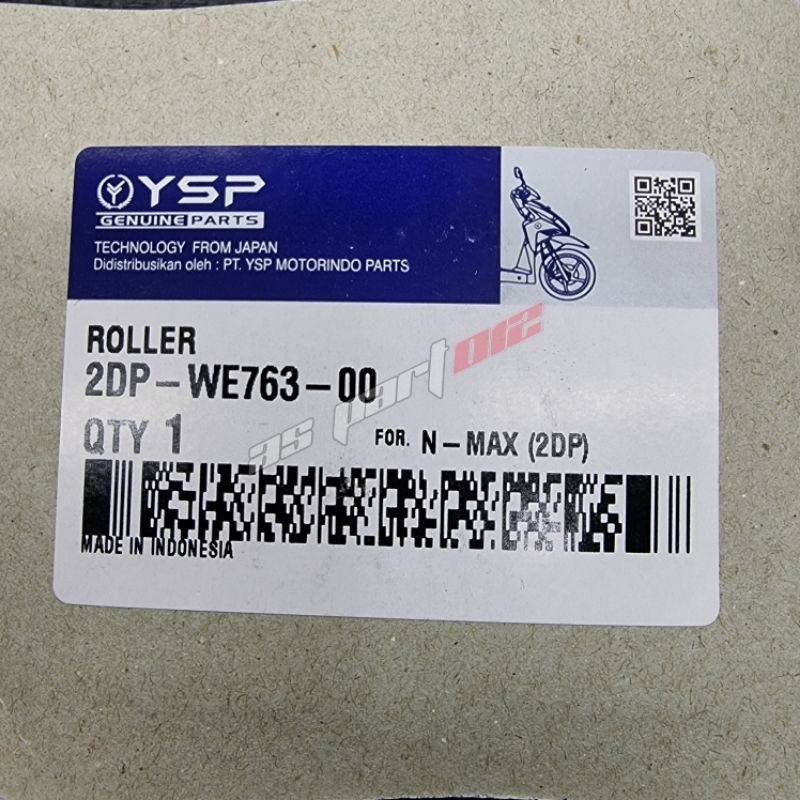 YSP
GENUINE PARTS
TECHNOLOGY FROM JAPAN
Didistribusikan oleh : PT. YSP MOTORINDO PARTS
ROLLER
2DP-WE763-00
QTY 1
FOR. N-MAX (2DP)
as partorz
MADE IN INDONESIA